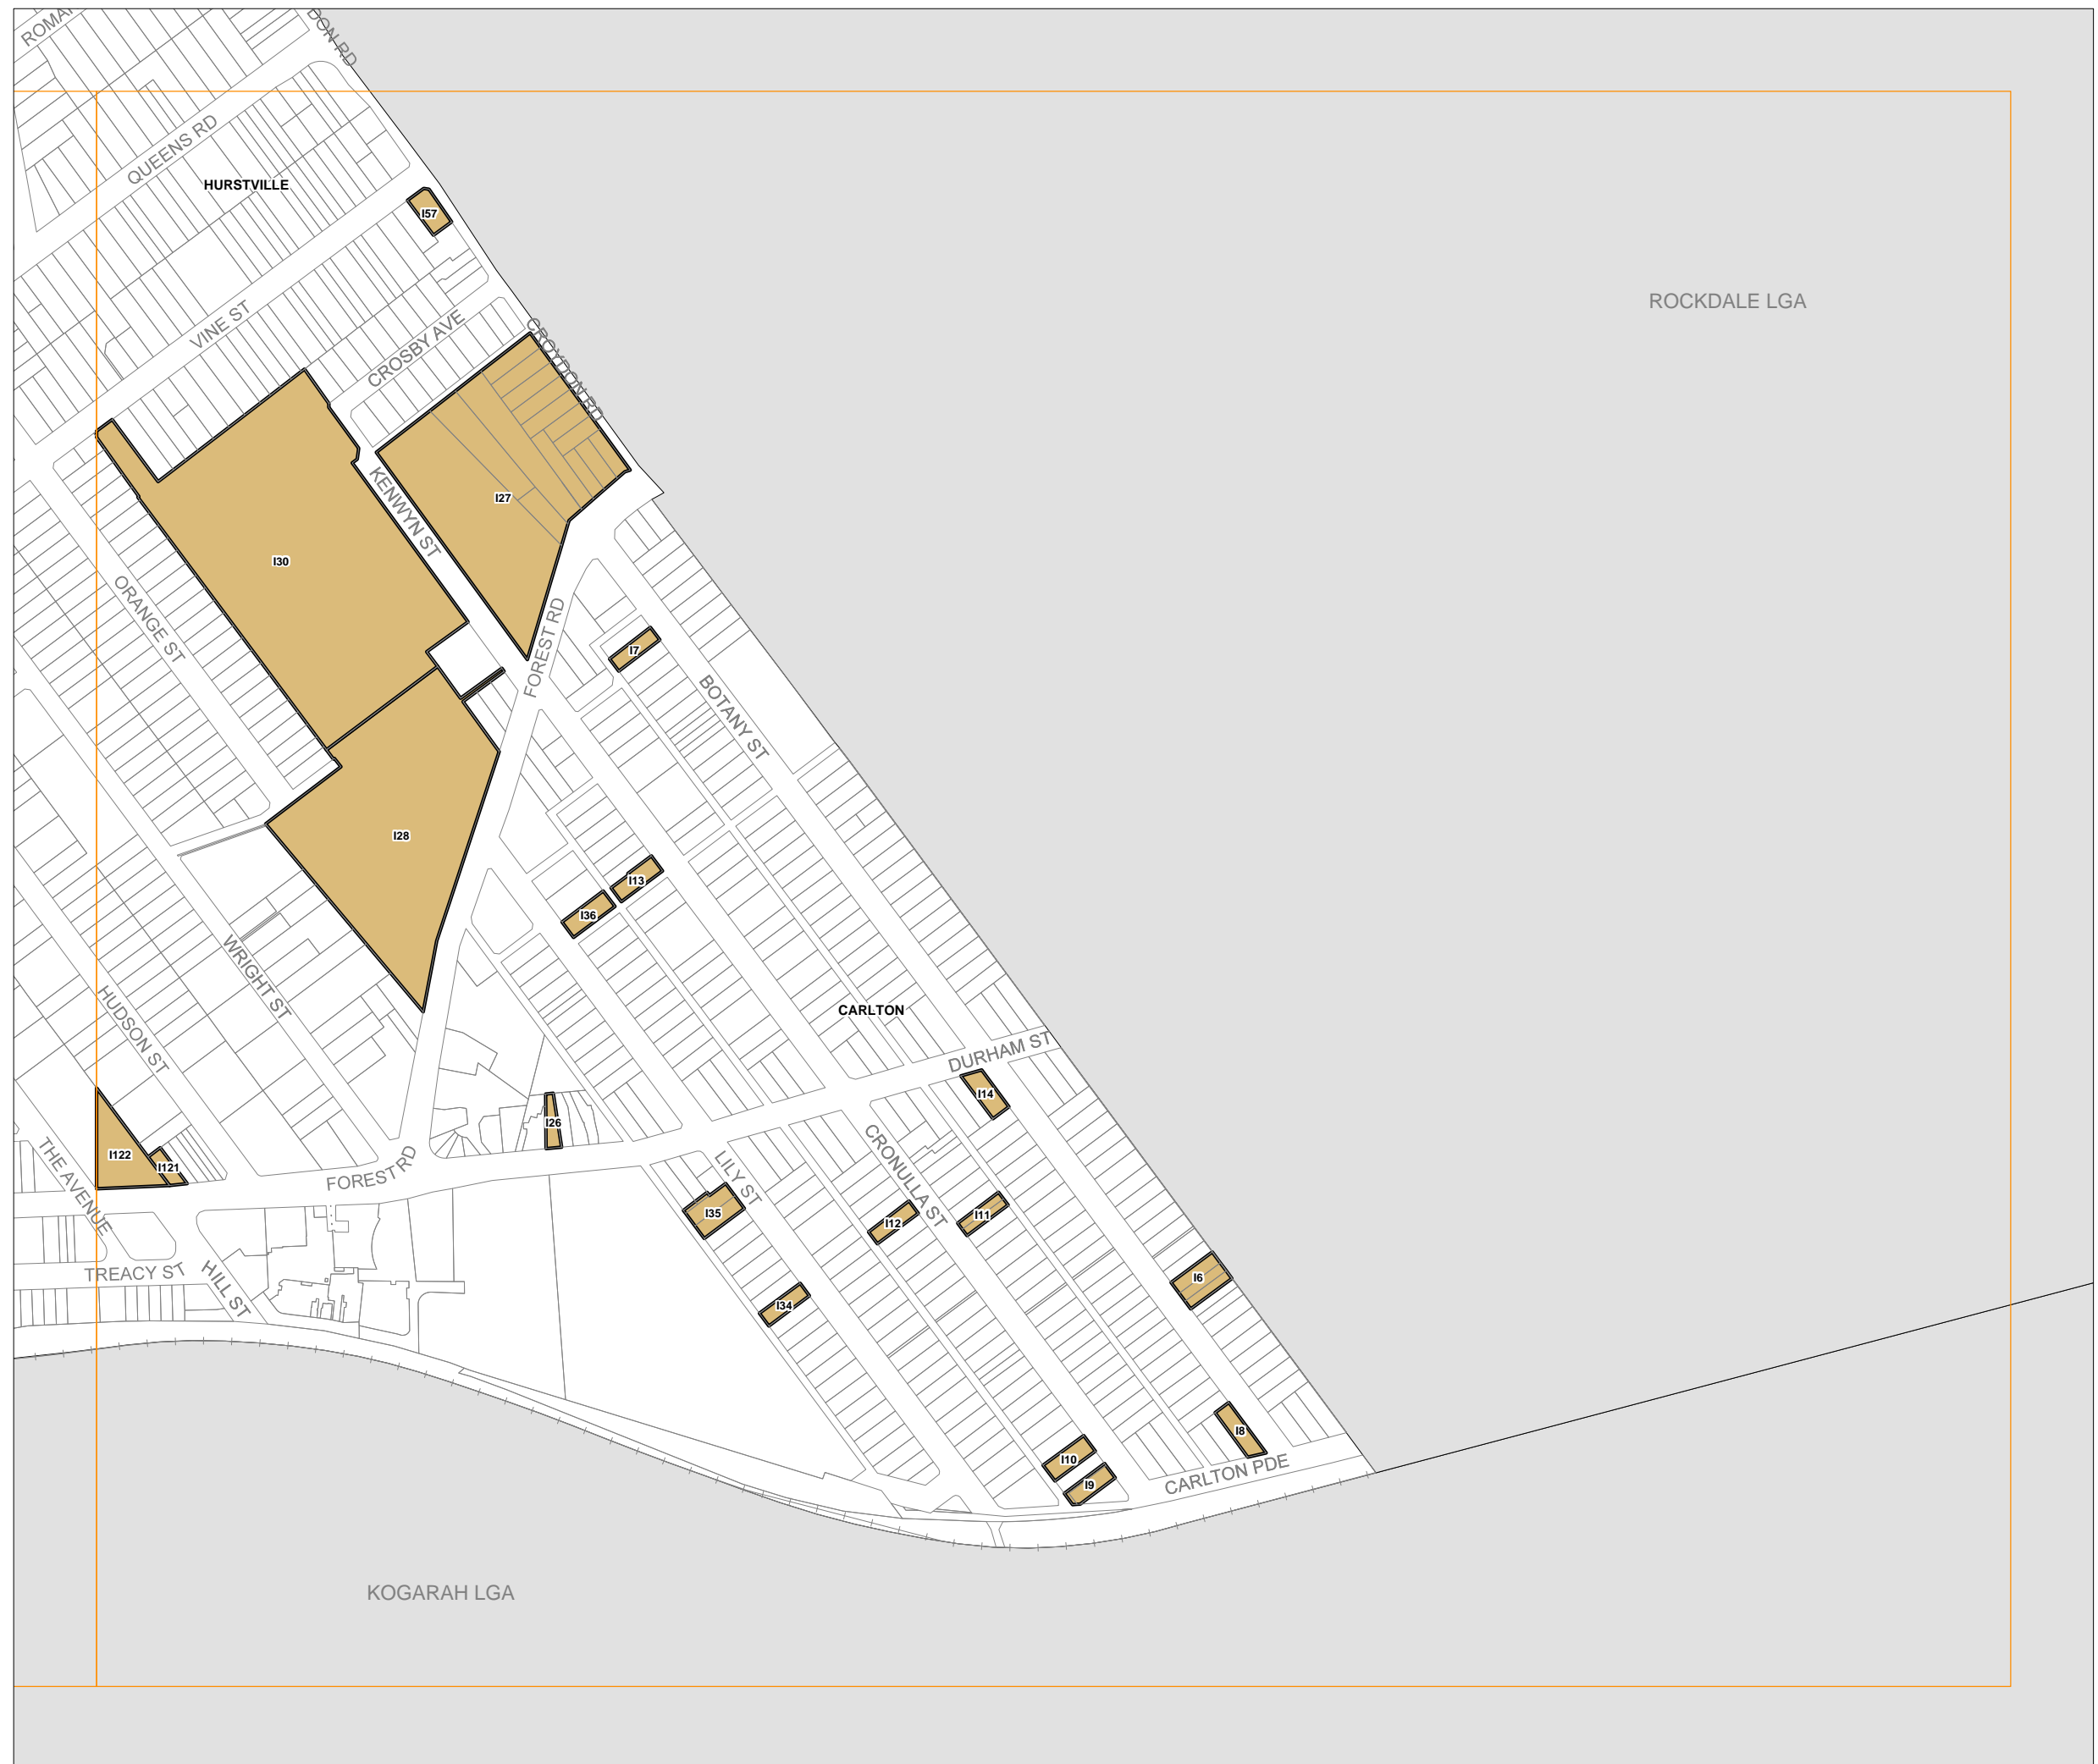 ROMA
DON RD
QUEENS RD
HURSTVILLE
I57
ROCKDALE LGA
VINE ST
CROSBY AVE
CROYDON RD
I27
KENWYN ST
I30
ORANGE ST
FOREST RD
I7
BOTANY ST
I28
I13
I36
WRIGHT ST
HUDSON ST
CARLTON
DURHAM ST
I14
I26
THE AVENUE
I122
I121
FOREST RD
LILY ST
CRONULLA ST
I35
I12
I11
TREACY ST
HILL ST
I6
I34
I8
I10
I9
CARLTON PDE
KOGARAH LGA